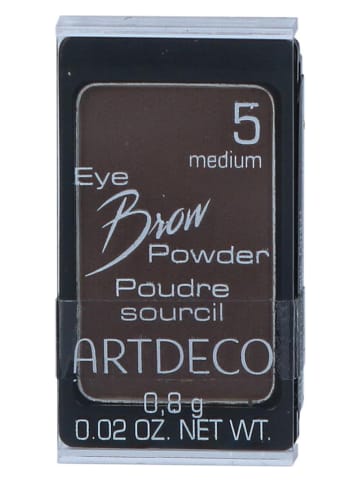 5
medium
Eye
Brow
Powder
Poudre
sourcil
ARTDECO
0,8 g
0.02 OZ. NET WT.